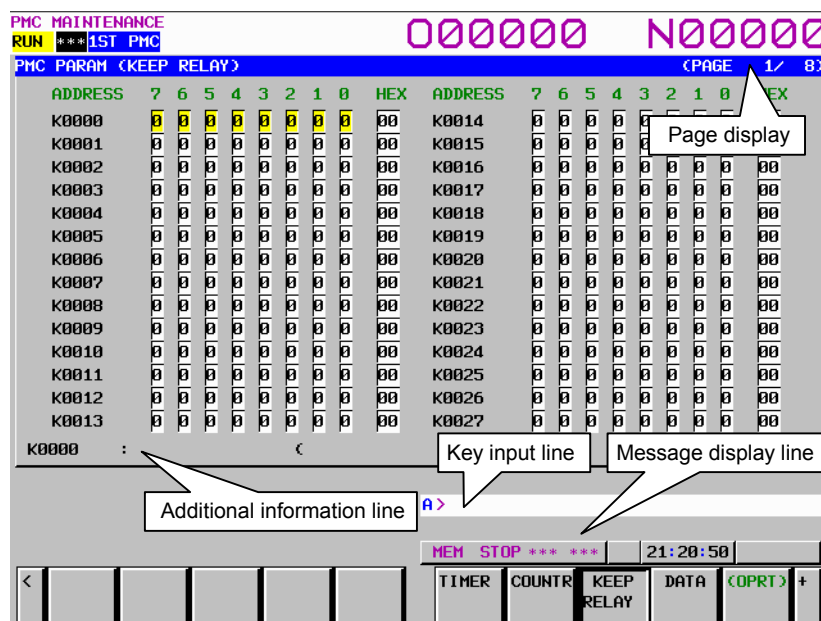 PMC MAINTENANCE
RUN ***1ST PMC
O00000 N00000
PMC PARAM (KEEP RELAY) (PAGE 1/ 8)
ADDRESS 7 6 5 4 3 2 1 0 HEX ADDRESS 7 6 5 4 3 2 1 0 HEX
Page display
K0000 0 0 0 0 0 0 0 0 00 K0014 0 0 0 0
K0001 0 0 0 0 0 0 0 0 00 K0015 0 0 0 0
K0002 0 0 0 0 0 0 0 0 00 K0016 0 0 0 0 0 0 0 0 00
K0003 0 0 0 0 0 0 0 0 00 K0017 0 0 0 0 0 0 0 0 00
K0004 0 0 0 0 0 0 0 0 00 K0018 0 0 0 0 0 0 0 0 00
K0005 0 0 0 0 0 0 0 0 00 K0019 0 0 0 0 0 0 0 0 00
K0006 0 0 0 0 0 0 0 0 00 K0020 0 0 0 0 0 0 0 0 00
K0007 0 0 0 0 0 0 0 0 00 K0021 0 0 0 0 0 0 0 0 00
K0008 0 0 0 0 0 0 0 0 00 K0022 0 0 0 0 0 0 0 0 00
K0009 0 0 0 0 0 0 0 0 00 K0023 0 0 0 0 0 0 0 0 00
K0010 0 0 0 0 0 0 0 0 00 K0024 0 0 0 0 0 0 0 0 00
K0011 0 0 0 0 0 0 0 0 00 K0025 0 0 0 0 0 0 0 0 00
K0012 0 0 0 0 0 0 0 0 00 K0026 0 0 0 0 0 0 0 0 00
K0013 0 0 0 0 0 0 0 0 00 K0027 0 0 0 0 0 0 0 0 00
K0000 : (
Key input line
Message display line
Additional information line
A>
MEM STOP *** *** 21:20:50
< TIMER COUNTR KEEP RELAY DATA (OPRT) +